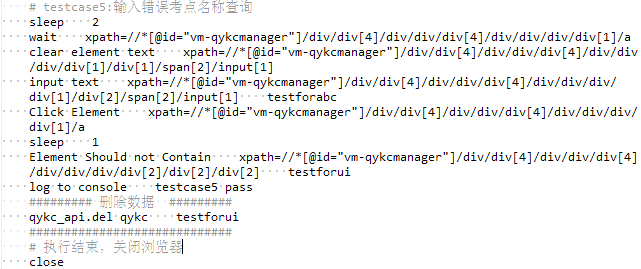 # testcase5:输入错误考点名称查询
sleep    2
wait    xpath=//*[@id="vm-qykcmanager"]/div/div[4]/div/div[4]/div/div/div/div[1]/a
clear element text    xpath=//*[@id="vm-qykcmanager"]/div/div[4]/div/div/div[4]/div/div
/div/div[1]/div[1]/span[2]/input[1]
input text    xpath=//*[@id="vm-qykcmanager"]/div/div[4]/div/div/div[4]/div/div/div/
div[1]/div[2]/span[2]/input[1]    testforabc
Click Element    xpath=//*[@id="vm-qykcmanager"]/div/div[4]/div/div/div[4]/div/div/div/
div[1]/a
sleep    1
Element Should not Contain    xpath=//*[@id="vm-qykcmanager"]/div/div[4]/div/div/div[4]
/div/div/div/div[2]/div[2]/div[2]    testforui
log to console    testcase5 pass
######### 删除数据  #########
qykc_api.del qykc    testforui
#############################
# 执行结束，关闭浏览器
close